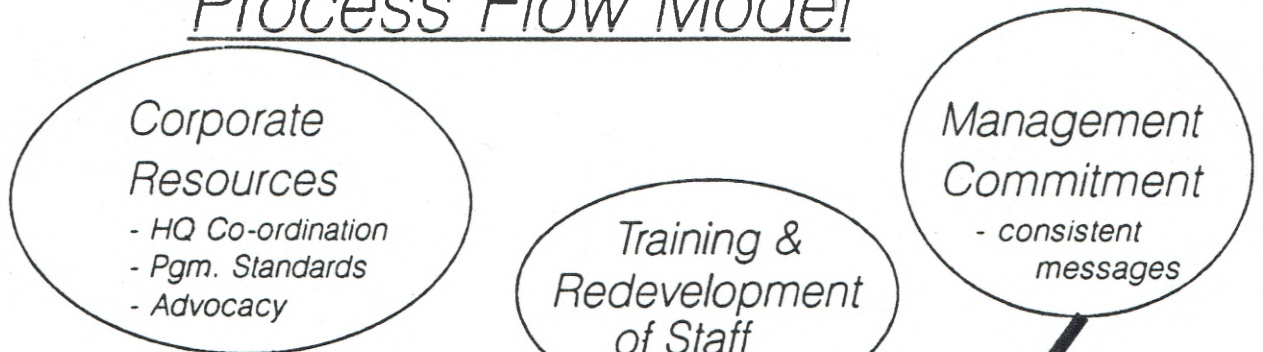 Process Flow Model
Corporate
Resources
- HQ Co-ordination
- Pgm. Standards
- Advocacy
Training &
Redevelopment
of Staff
Management
Commitment
- consistent
messages